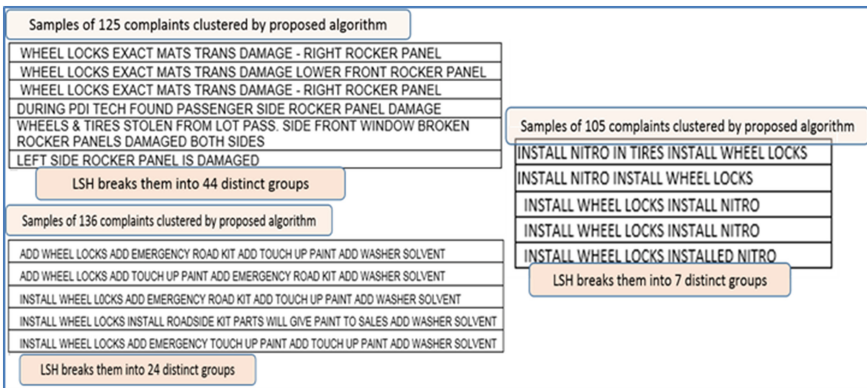 Samples of 125 complaints clustered by proposed algorithm
WHEEL LOCKS EXACT MATS TRANS DAMAGE - RIGHT ROCKER PANEL
WHEEL LOCKS EXACT MATS TRANS DAMAGE LOWER FRONT ROCKER PANEL
WHEEL LOCKS EXACT MATS TRANS DAMAGE - RIGHT ROCKER PANEL
DURING PDI TECH FOUND PASSENGER SIDE ROCKER PANEL DAMAGE
WHEELS & TIRES STOLEN FROM LOT PASS. SIDE FRONT WINDOW BROKEN
ROCKER PANELS DAMAGED BOTH SIDES
LEFT SIDE ROCKER PANEL IS DAMAGED
LSH breaks them into 44 distinct groups
Samples of 136 complaints clustered by proposed algorithm
ADD WHEEL LOCKS ADD EMERGENCY ROAD KIT ADD TOUCH UP PAINT ADD WASHER SOLVENT
ADD WHEEL LOCKS ADD TOUCH UP PAINT ADD EMERGENCY ROAD KIT ADD WASHER SOLVENT
INSTALL WHEEL LOCKS ADD EMERGENCY ROAD KIT ADD TOUCH UP PAINT ADD WASHER SOLVENT
INSTALL WHEEL LOCKS INSTALL ROADSIDE KIT PARTS WILL GIVE PAINT TO SALES ADD WASHER SOLVENT
INSTALL WHEEL LOCKS ADD EMERGENCY TOUCH UP PAINT ADD TOUCH UP PAINT ADD WASHER SOLVENT
LSH breaks them into 24 distinct groups
Samples of 105 complaints clustered by proposed algorithm
INSTALL NITRO IN TIRES INSTALL WHEEL LOCKS
INSTALL NITRO INSTALL WHEEL LOCKS
INSTALL WHEEL LOCKS INSTALL NITRO
INSTALL WHEEL LOCKS INSTALL NITRO
INSTALL WHEEL LOCKS INSTALLED NITRO
LSH breaks them into 7 distinct groups